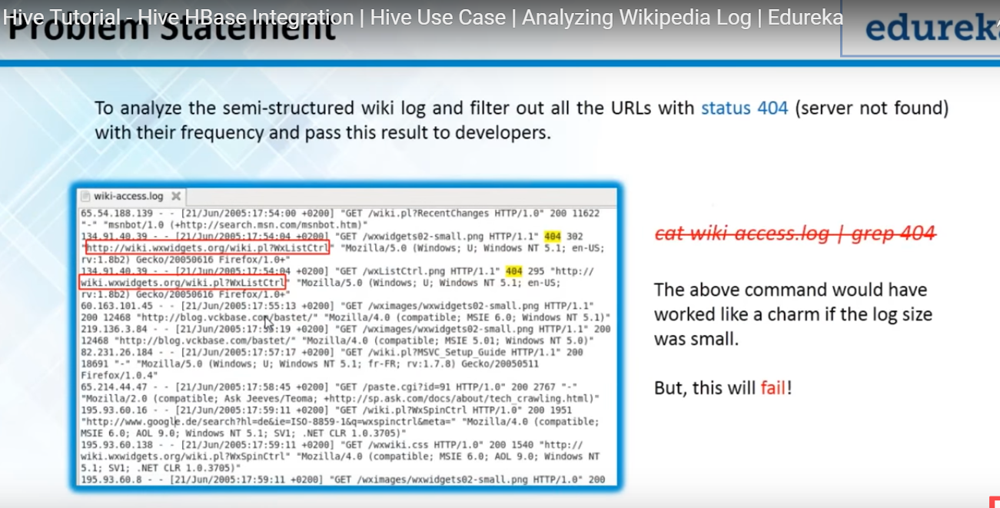 Hive Tutorial - Hive HBase Integration | Hive Use Case | Analyzing Wikipedia Log | Edureka
Problem Statement
edurek
To analyze the semi-structured wiki log and filter out all the URLs with status 404 (server not found)
with their frequency and pass this result to developers.
wiki-access.log
65.54.188.139 - - [21/Jun/2005:17:54:00 +0200] "GET /wiki.pl?RecentChanges HTTP/1.0" 200 11622
"-" "msnbot/1.0 (+http://search.msn.com/msnbot.htm)"
134.91.40.39 - - [21/Jun/2005:17:54:04 +0200] "GET /wxwidgets02-small.png HTTP/1.1" 404 302
"http://wiki.wxwidgets.org/wiki.pl?WxListCtrl" "Mozilla/5.0 (Windows; U; Windows NT 5.1; en-US;
rv:1.8b2) Gecko/20050616 Firefox/1.0+"
134.91.40.39 - - [21/Jun/2005:17:54:04 +0200] "GET /wxListCtrl.png HTTP/1.1" 404 295 "http://
wiki.wxwidgets.org/wiki.pl?WxListCtrl" "Mozilla/5.0 (Windows; U; Windows NT 5.1; en-US;
rv:1.8b2) Gecko/20050616 Firefox/1.0+"
60.163.101.45 - - [21/Jun/2005:17:55:13 +0200] "GET /wximages/wxwidgets02-small.png HTTP/1.1"
200 12468 "http://blog.vckbase.com/bastet/" "Mozilla/4.0 (compatible; MSIE 6.0; Windows NT 5.1)"
219.136.3.84 - - [21/Jun/2005:17:55:19 +0200] "GET /wximages/wxwidgets02-small.png HTTP/1.1" 200
12468 "http://blog.vckbase.com/bastet/" "Mozilla/4.0 (compatible; MSIE 5.01; Windows NT 5.0)"
82.231.26.184 - - [21/Jun/2005:17:57:17 +0200] "GET /wiki.pl?MSVC_Setup_Guide HTTP/1.1" 200
18691 "-" "Mozilla/5.0 (Windows; U; Windows NT 5.1; fr-FR; rv:1.7.8) Gecko/20050511
Firefox/1.0.4"
65.214.44.47 - - [21/Jun/2005:17:58:45 +0200] "GET /paste.cgi?id=91 HTTP/1.0" 200 2767 "-"
"Mozilla/2.0 (compatible; Ask Jeeves/Teoma; +http://sp.ask.com/docs/about/tech_crawling.html)"
195.93.60.16 - - [21/Jun/2005:17:59:11 +0200] "GET /wiki.pl?WxSpinCtrl HTTP/1.0" 200 1951
"http://www.google.de/search?hl=de&ie=ISO-8859-1&q=wxspinctrl&meta=" "Mozilla/4.0 (compatible;
MSIE 6.0; AOL 9.0; Windows NT 5.1; SV1; .NET CLR 1.0.3705)"
195.93.60.138 - - [21/Jun/2005:17:59:11 +0200] "GET /wxwiki.css HTTP/1.0" 200 1540 "http://
wiki.wxwidgets.org/wiki.pl?WxSpinCtrl" "Mozilla/4.0 (compatible; MSIE 6.0; AOL 9.0; Windows NT
5.1; SV1; .NET CLR 1.0.3705)"
195.93.60.8 - - [21/Jun/2005:17:59:11 +0200] "GET /wximages/wxwidgets02-small.png HTTP/1.0" 200
cat wiki-access.log | grep 404
The above command would have
worked like a charm if the log size
was small.
But, this will fail!